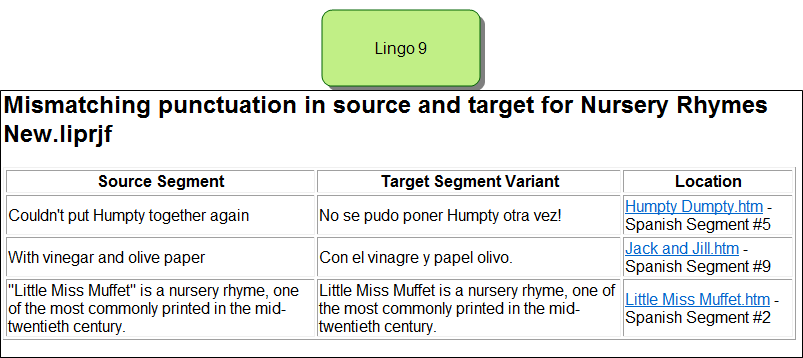 Lingo 9
Mismatching punctuation in source and target for Nursery Rhymes
New.liprjf
Source Segment
Target Segment Variant
Location
Couldn't put Humpty together again
No se pudo poner Humpty otra vez!
Humpty Dumpty.htm -
Spanish Segment #5
With vinegar and olive paper
Con el vinagre y papel olivo.
Jack and Jill.htm -
Spanish Segment #9
"Little Miss Muffet" is a nursery rhyme, one
of the most commonly printed in the mid-
twentieth century.
Little Miss Muffet is a nursery rhyme, one of
the most commonly printed in the mid-
twentieth century.
Little Miss Muffet.htm -
Spanish Segment #2